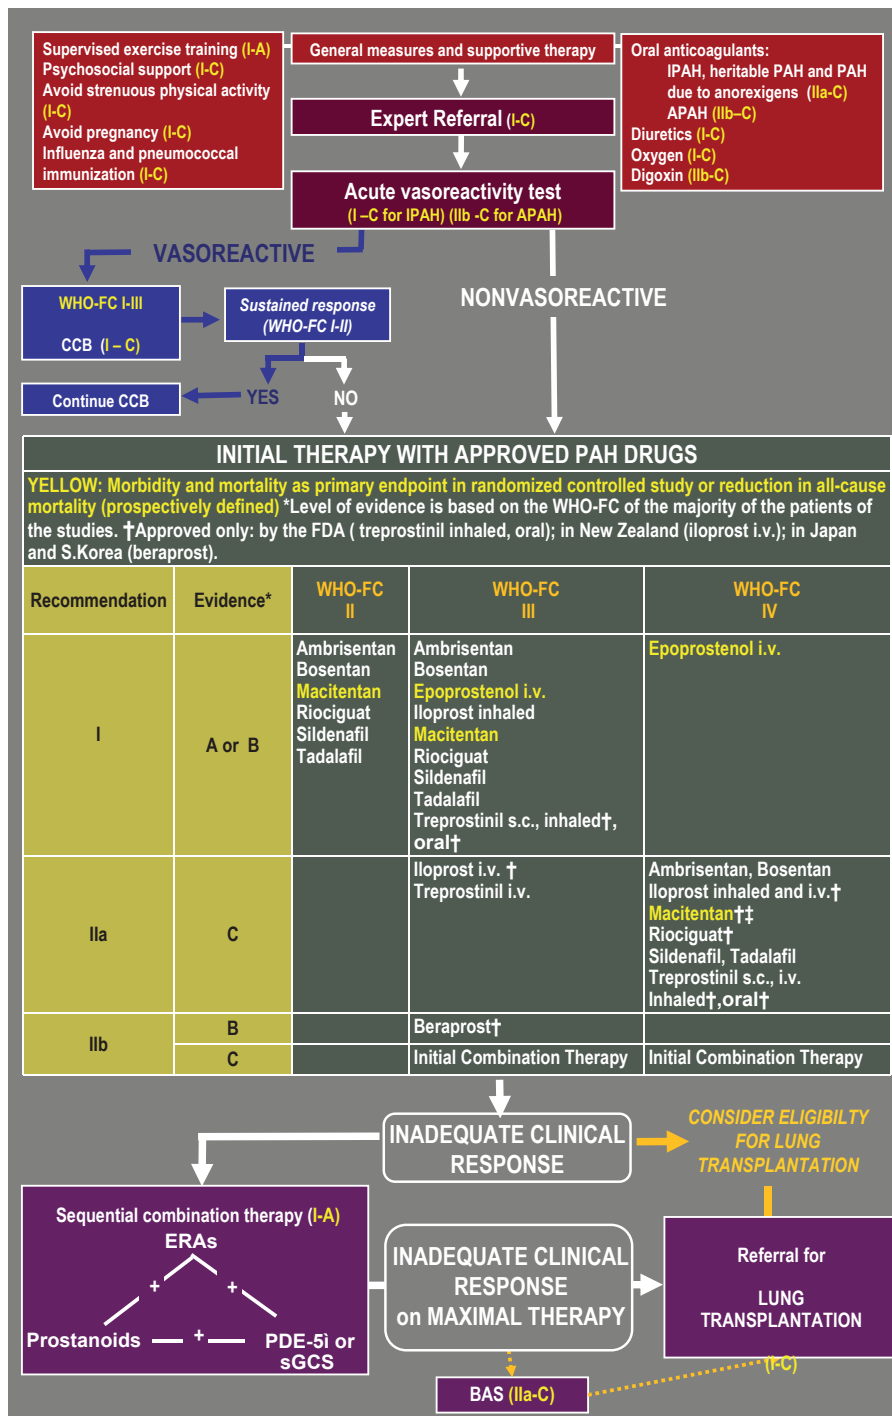 Supervised exercise training (I-A)
Psychosocial support (I-C)
Avoid strenuous physical activity
(I-C)
Avoid pregnancy (I-C)
Influenza and pneumococcal
immunization (I-C)
General measures and supportive therapy
Oral anticoagulants:
IPAH, heritable PAH and PAH
due to anorexigens (IIa-C)
APAH (IIb–C)
Diuretics (I-C)
Oxygen (I-C)
Digoxin (IIb-C)
Expert Referral (I-C)
Acute vasoreactivity test
(I –C for IPAH) (IIb -C for APAH)
VASOREACTIVE
NONVASOREACTIVE
WHO-FC I-III
CCB (I – C)
Sustained response
(WHO-FC I-II)
YES
NO
Continue CCB
INITIAL THERAPY WITH APPROVED PAH DRUGS
YELLOW: Morbidity and mortality as primary endpoint in randomized controlled study or reduction in all-cause
mortality (prospectively defined) *Level of evidence is based on the WHO-FC of the majority of the patients of
the studies. †Approved only: by the FDA ( treprostinil inhaled, oral); in New Zealand (iloprost i.v.); in Japan
and S.Korea (beraprost).
Recommendation
Evidence*
WHO-FC
II
WHO-FC
III
WHO-FC
IV
I
A or B
Ambrisentan
Bosentan
Macitentan
Riociguat
Sildenafil
Tadalafil
Ambrisentan
Bosentan
Epoprostenol i.v.
Iloprost inhaled
Macitentan
Riociguat
Sildenafil
Tadalafil
Treprostinil s.c., inhaled†,
oral†
Epoprostenol i.v.
IIa
C
Iloprost i.v. †
Treprostinil i.v.
Ambrisentan, Bosentan
Iloprost inhaled and i.v.†
Macitentan†‡
Riociguat†
Sildenafil, Tadalafil
Treprostinil s.c., i.v.
Inhaled†,oral†
IIb
B
Beraprost†
C
Initial Combination Therapy
Initial Combination Therapy
INADEQUATE CLINICAL
RESPONSE
CONSIDER ELIGIBILTY
FOR LUNG
TRANSPLANTATION
Sequential combination therapy (I-A)
ERAs
+
+
Prostanoids
+
PDE-5ì or
sGCS
INADEQUATE CLINICAL
RESPONSE
on MAXIMAL THERAPY
Referral for
LUNG
TRANSPLANTATION
(I-C)
BAS (IIa-C)